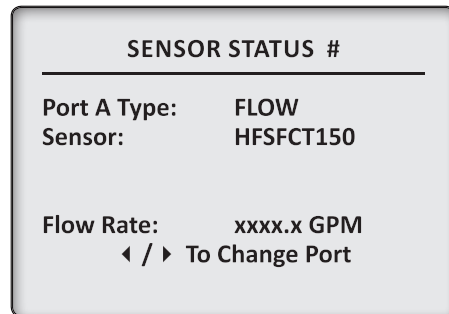 SENSOR STATUS #
Port A Type: FLOW
Sensor: HFSFCT150
Flow Rate: xxxx.x GPM
◀ / ▶ To Change Port